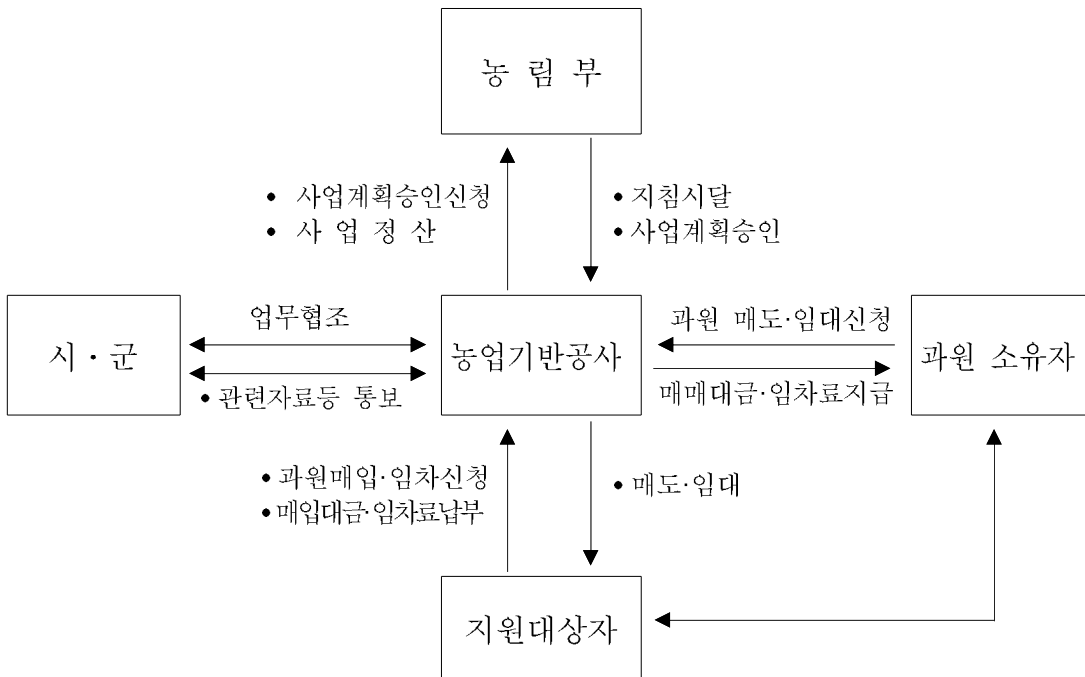 농 림 부
• 사업계획승인신청
• 사 업 정 산
• 지침시달
• 사업계획승인
시 · 군
업무협조
• 관련자료등 통보
농업기반공사
과원 매도·임대신청
매매대금·임차료지급
과원 소유자
• 과원매입·임차신청
• 매입대금·임차료납부
• 매도·임대
지원대상자